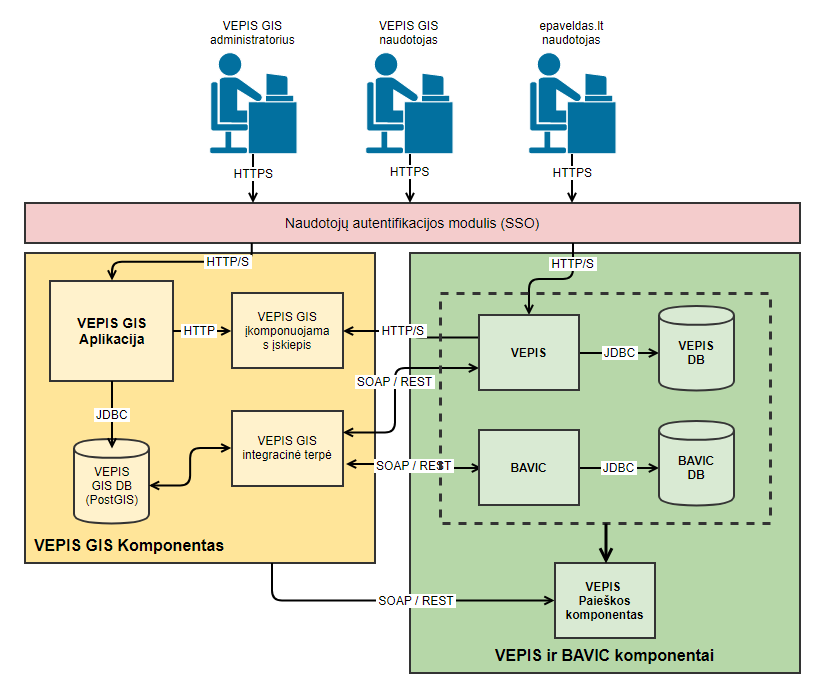 VEPIS GIS
administratorius
VEPIS GIS
naudotojas
epaveldas.lt
naudotojas
HTTPS
HTTPS
HTTPS
Naudotojų autentifikacijos modulis (SSO)
HTTP/S
HTTP/S
VEPIS GIS
Aplikacija
HTTP
VEPIS GIS
įkomponuojama
s įskiepis
HTTP/S
VEPIS
JDBC
VEPIS
DB
SOAP / REST
JDBC
VEPIS GIS
integracinė terpė
SOAP / REST
BAVIC
JDBC
BAVIC
DB
VEPIS
GIS DB
(PostGIS)
VEPIS GIS Komponentas
SOAP / REST
VEPIS
Paieškos
komponentas
VEPIS ir BAVIC komponentai